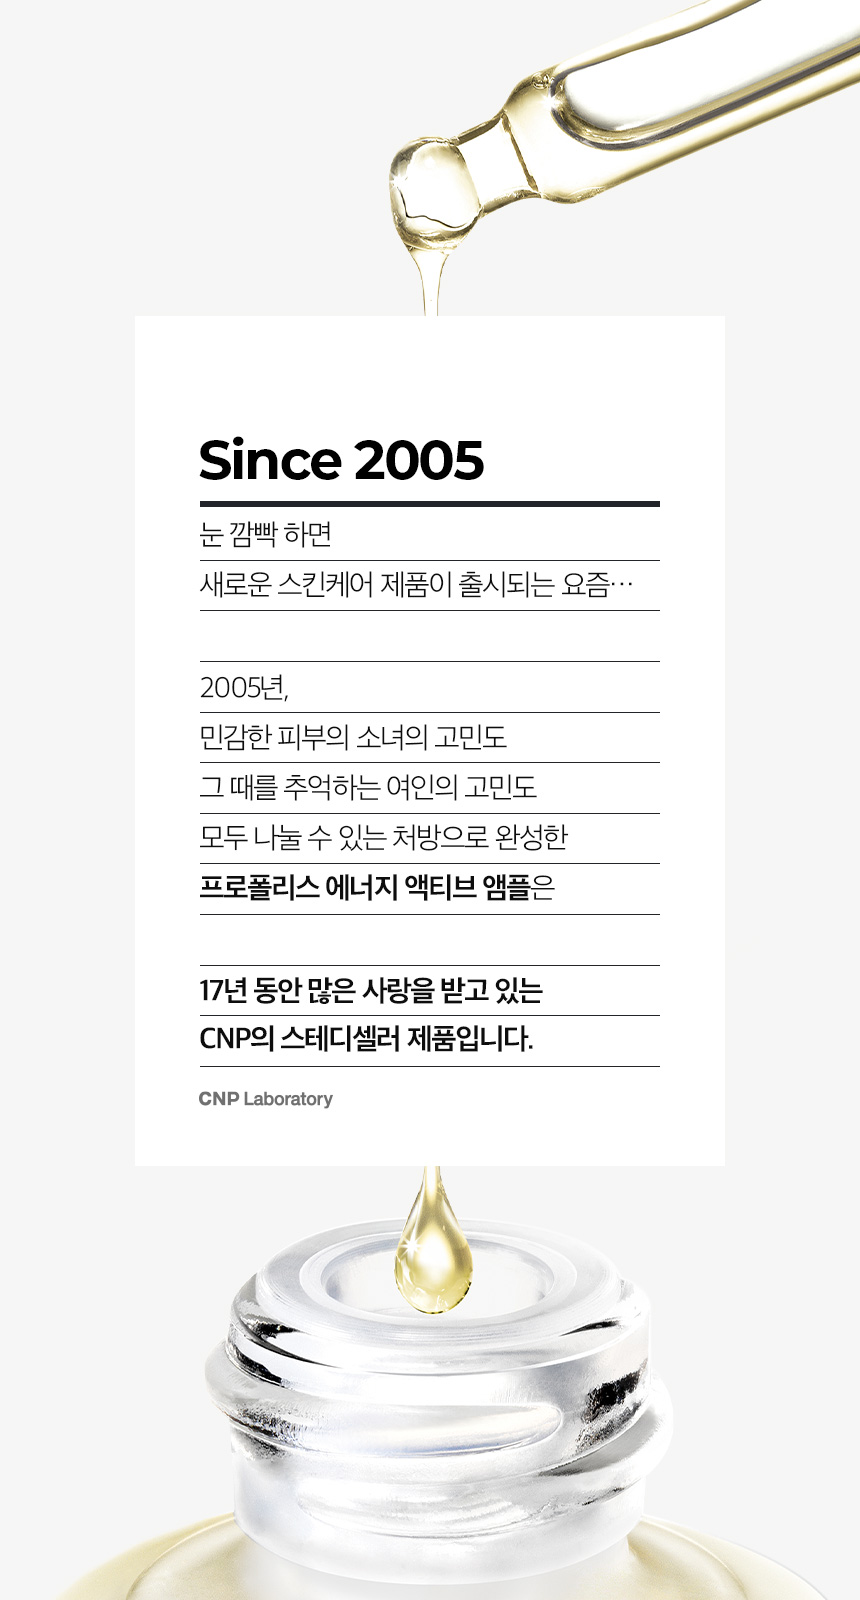 Since 2005
눈 깜빡 하면
새로운 스킨케어 제품이 출시되는 요즘…
2005년,
민감한 피부의 소녀의 고민도
그 때를 추억하는 여인의 고민도
모두 나눌 수 있는 처방으로 완성한
프로폴리스 에너지 액티브 앰플은
17년 동안 많은 사랑을 받고 있는
CNP의 스테디셀러 제품입니다.
CNP Laboratory